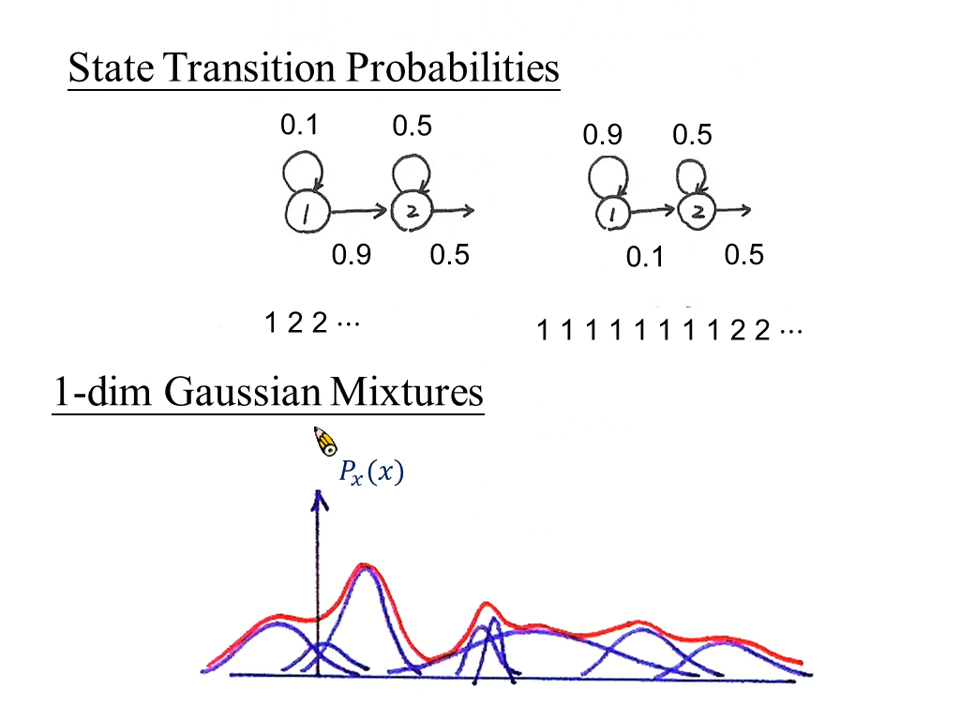 State Transition Probabilities
0.1 0.5 0.9 0.5
1 2 1 2
0.9 0.5 0.1 0.5
1 2 2 ⋯ 1 1 1 1 1 1 1 1 2 2 ⋯
1-dim Gaussian Mixtures
Pₓ(x)